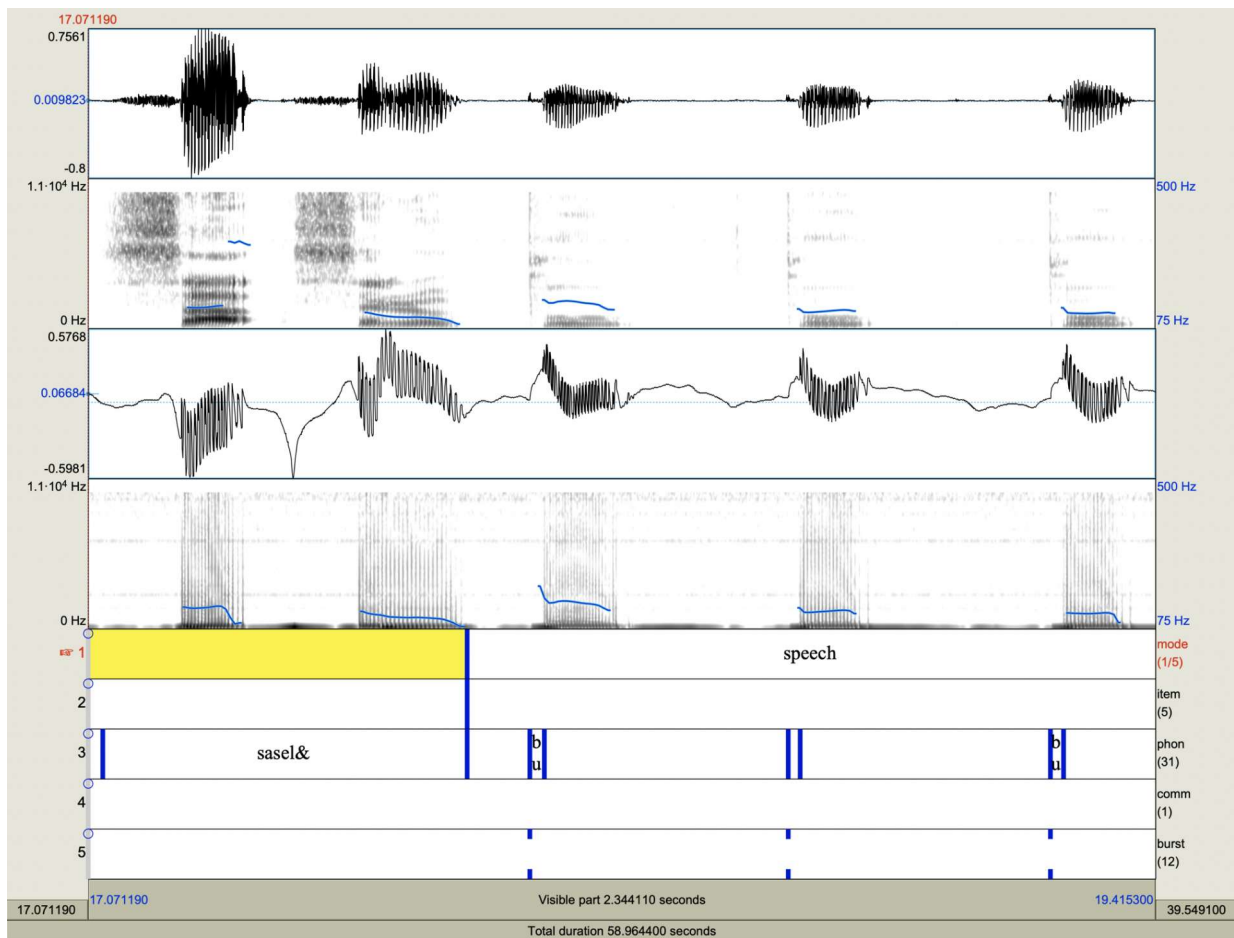 17.071190
0.7561
0.009823
-0.8
1.1·10⁴ Hz
500 Hz
0 Hz
75 Hz
0.5768
0.06684
-0.5981
1.1·10⁴ Hz
500 Hz
0 Hz
75 Hz
☞ 1
speech
mode
(1/5)
2
item
(5)
3
sasel&
b
u
b
u
phon
(31)
4
comm
(1)
5
burst
(12)
17.071190
17.071190
Visible part 2.344110 seconds
19.415300
39.549100
Total duration 58.964400 seconds